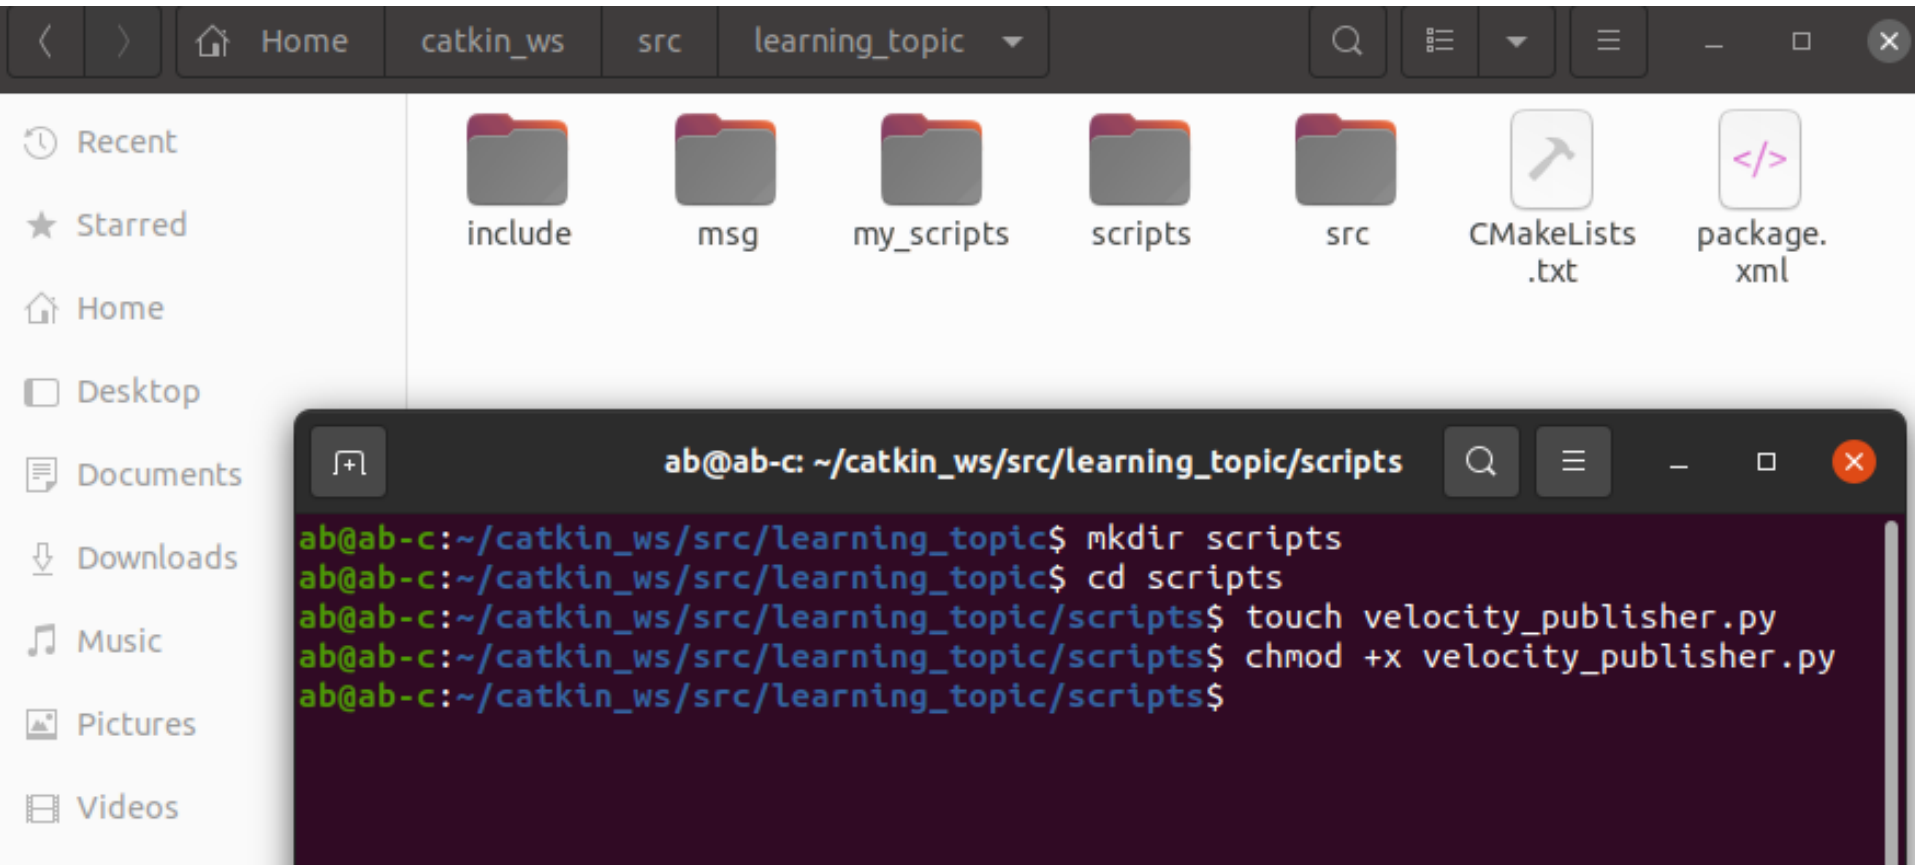 Home catkin_ws src learning_topic
Recent
Starred
Home
Desktop
Documents
Downloads
Music
Pictures
Videos
include msg my_scripts scripts src CMakeLists package.
.txt xml
ab@ab-c: ~/catkin_ws/src/learning_topic/scripts
ab@ab-c:~/catkin_ws/src/learning_topic$ mkdir scripts
ab@ab-c:~/catkin_ws/src/learning_topic$ cd scripts
ab@ab-c:~/catkin_ws/src/learning_topic/scripts$ touch velocity_publisher.py
ab@ab-c:~/catkin_ws/src/learning_topic/scripts$ chmod +x velocity_publisher.py
ab@ab-c:~/catkin_ws/src/learning_topic/scripts$